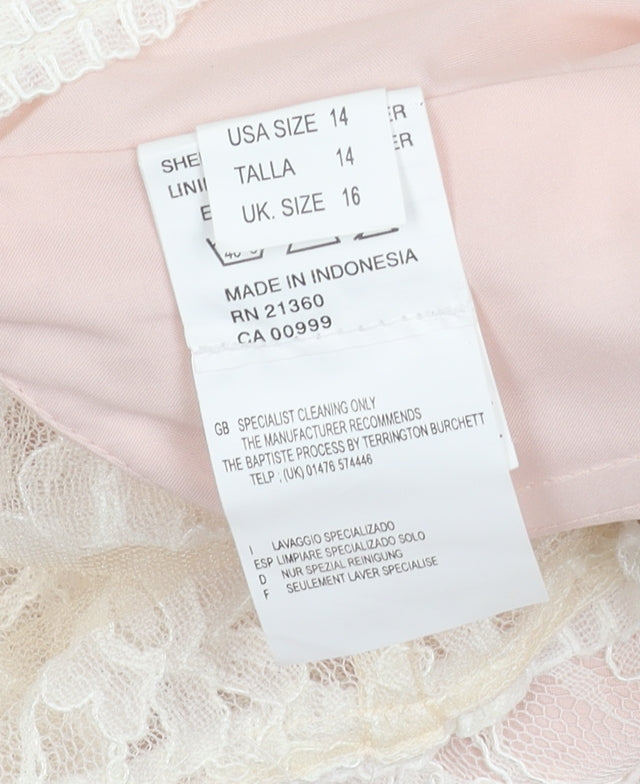 USA SIZE 14
TALLA 14
UK. SIZE 16
MADE IN INDONESIA
RN 21360
CA 00999
GB SPECIALIST CLEANING ONLY
THE MANUFACTURER RECOMMENDS
THE BAPTISTE PROCESS BY TERRINGTON BURCHETT
TELP : (UK) 01476 574446
I LAVAGGIO SPECIALIZADO
ESP LIMPIARE SPECIALIZADO SOLO
D NUR SPEZIAL REINIGUNG
F SEULEMENT LAVER SPECIALISE